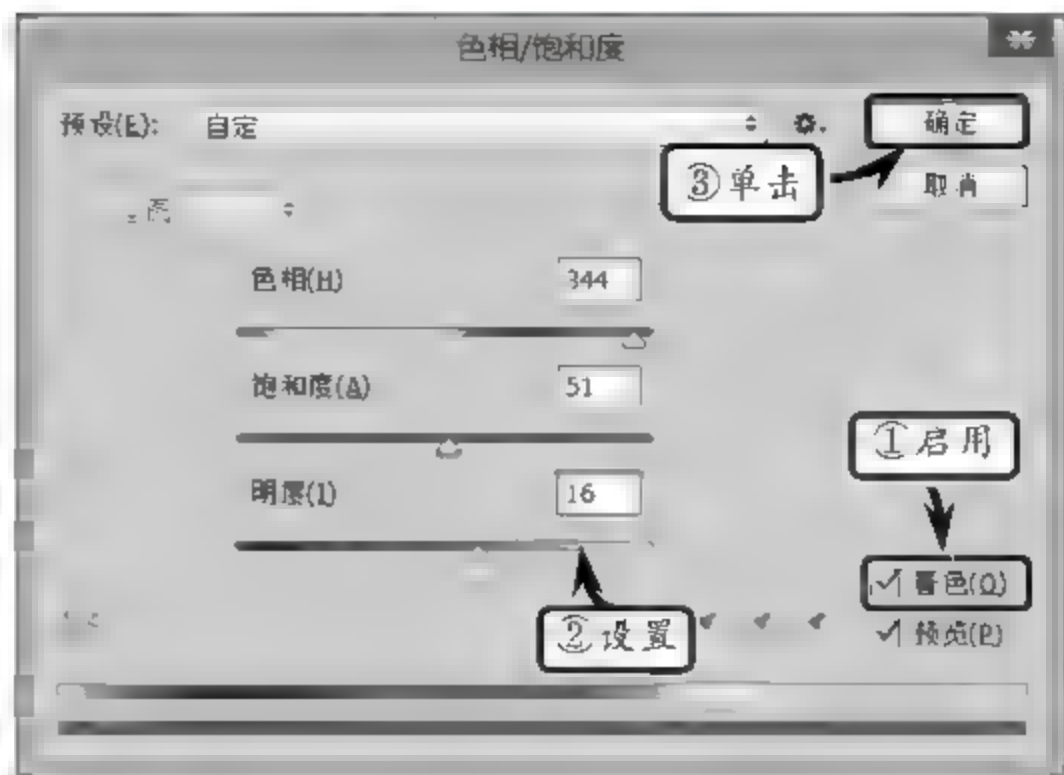 色相/饱和度
预设(E): 自定
确定
③单击
取消
色相(H) 344
饱和度(A) 51
①启用
明度(I) 16
着色(O)
②设置
预览(P)